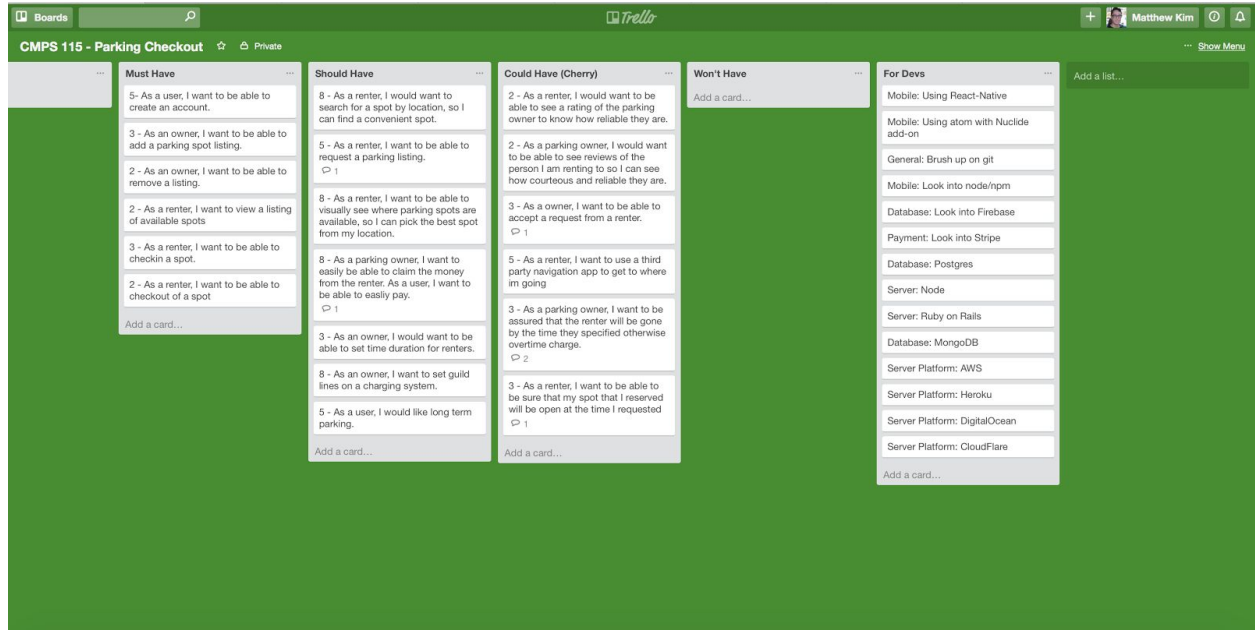 Boards
Trello
+
Matthew Kim
CMPS 115 - Parking Checkout
Private
··· Show Menu
···
Must Have ···
5- As a user, I want to be able to
create an account.
3 - As an owner, I want to be able to
add a parking spot listing.
2 - As an owner, I want to be able to
remove a listing.
2 - As a renter, I want to view a listing
of available spots
3 - As a renter, I want to be able to
checkin a spot.
2 - As a renter, I want to be able to
checkout of a spot
Add a card...
Should Have ···
8 - As a renter, I would want to
search for a spot by location, so I
can find a convenient spot.
5 - As a renter, I want to be able to
request a parking listing.
1
8 - As a renter, I want to be able to
visually see where parking spots are
available, so I can pick the best spot
from my location.
8 - As a parking owner, I want to
easily be able to claim the money
from the renter. As a user, I want to
be able to easliy pay.
1
3 - As an owner, I would want to be
able to set time duration for renters.
8 - As an owner, I want to set guild
lines on a charging system.
5 - As a user, I would like long term
parking.
Add a card...
Could Have (Cherry) ···
2 - As a renter, I would want to be
able to see a rating of the parking
owner to know how reliable they are.
2 - As a parking owner, I would want
to be able to see reviews of the
person I am renting to so I can see
how courteous and reliable they are.
3 - As a owner, I want to be able to
accept a request from a renter.
1
5 - As a renter, I want to use a third
party navigation app to get to where
im going
3 - As a parking owner, I want to be
assured that the renter will be gone
by the time they specified otherwise
overtime charge.
2
3 - As a renter, I want to be able to
be sure that my spot that I reserved
will be open at the time I requested
1
Add a card...
Won't Have ···
Add a card...
For Devs ···
Mobile: Using React-Native
Mobile: Using atom with Nuclide
add-on
General: Brush up on git
Mobile: Look into node/npm
Database: Look into Firebase
Payment: Look into Stripe
Database: Postgres
Server: Node
Server: Ruby on Rails
Database: MongoDB
Server Platform: AWS
Server Platform: Heroku
Server Platform: DigitalOcean
Server Platform: CloudFlare
Add a card...
Add a list...